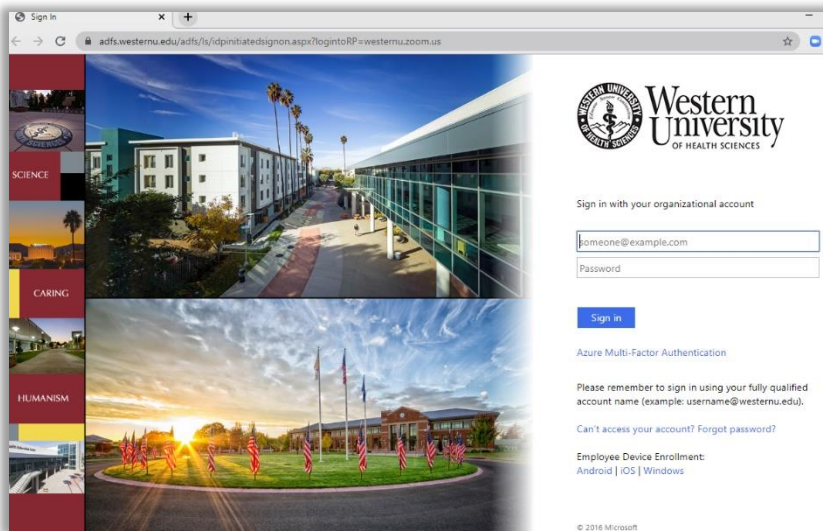 Sign In
adfs.westernu.edu/adfs/ls/idpinitiatedsignon.aspx?logintoRP=westernu.zoom.us
SCIENCE
CARING
HUMANISM
Western
University
OF HEALTH SCIENCES
Sign in with your organizational account
someone@example.com
Password
Sign in
Azure Multi-Factor Authentication
Please remember to sign in using your fully qualified
account name (example: username@westernu.edu).
Can't access your account? Forgot password?
Employee Device Enrollment:
Android | iOS | Windows
© 2016 Microsoft